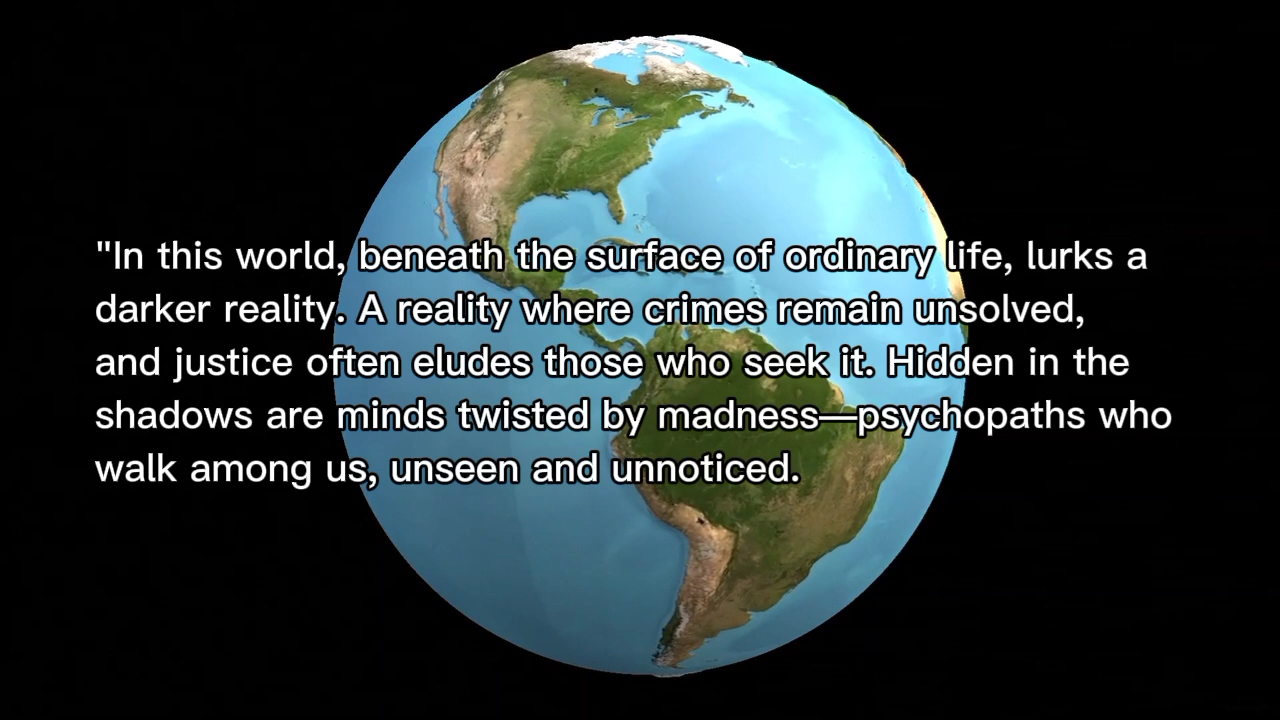 "In this world, beneath the surface of ordinary life, lurks a
darker reality. A reality where crimes remain unsolved,
and justice often eludes those who seek it. Hidden in the
shadows are minds twisted by madness—psychopaths who
walk among us, unseen and unnoticed.